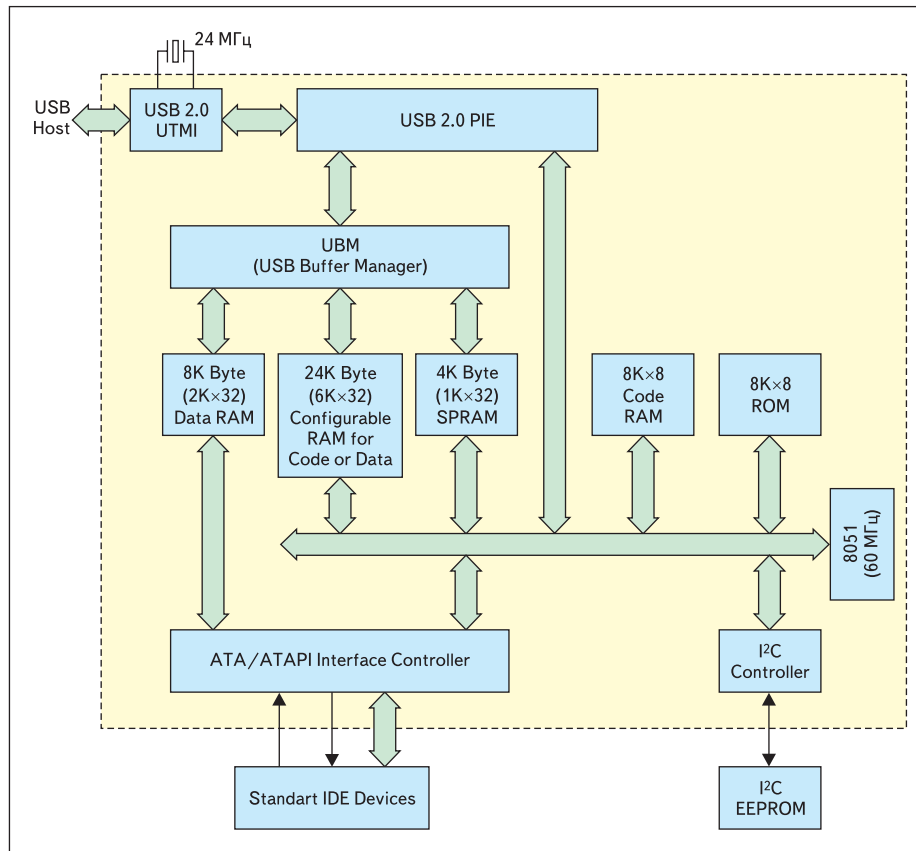 24 МГц
USB
Host
USB 2.0
UTMI
USB 2.0 PIE
UBM
(USB Buffer Manager)
8K Byte
(2K×32)
Data RAM
24K Byte
(6K×32)
Configurable
RAM for
Code or Data
4K Byte
(1K×32)
SPRAM
8K×8
Code
RAM
8K×8
ROM
8051
(60 МГц)
ATA/ATAPI Interface Controller
I²C
Controller
Standart IDE Devices
I²C
EEPROM